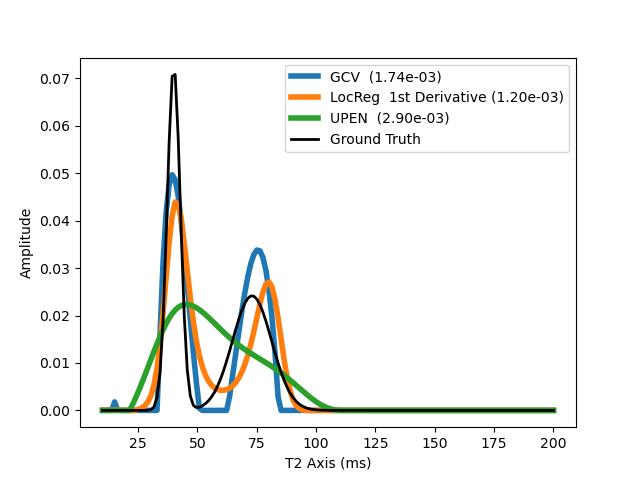 GCV  (1.74e-03)
LocReg  1st Derivative (1.20e-03)
UPEN  (2.90e-03)
Ground Truth
0.07
0.06
0.05
0.04
0.03
0.02
0.01
0.00
Amplitude
25 50 75 100 125 150 175 200
T2 Axis (ms)